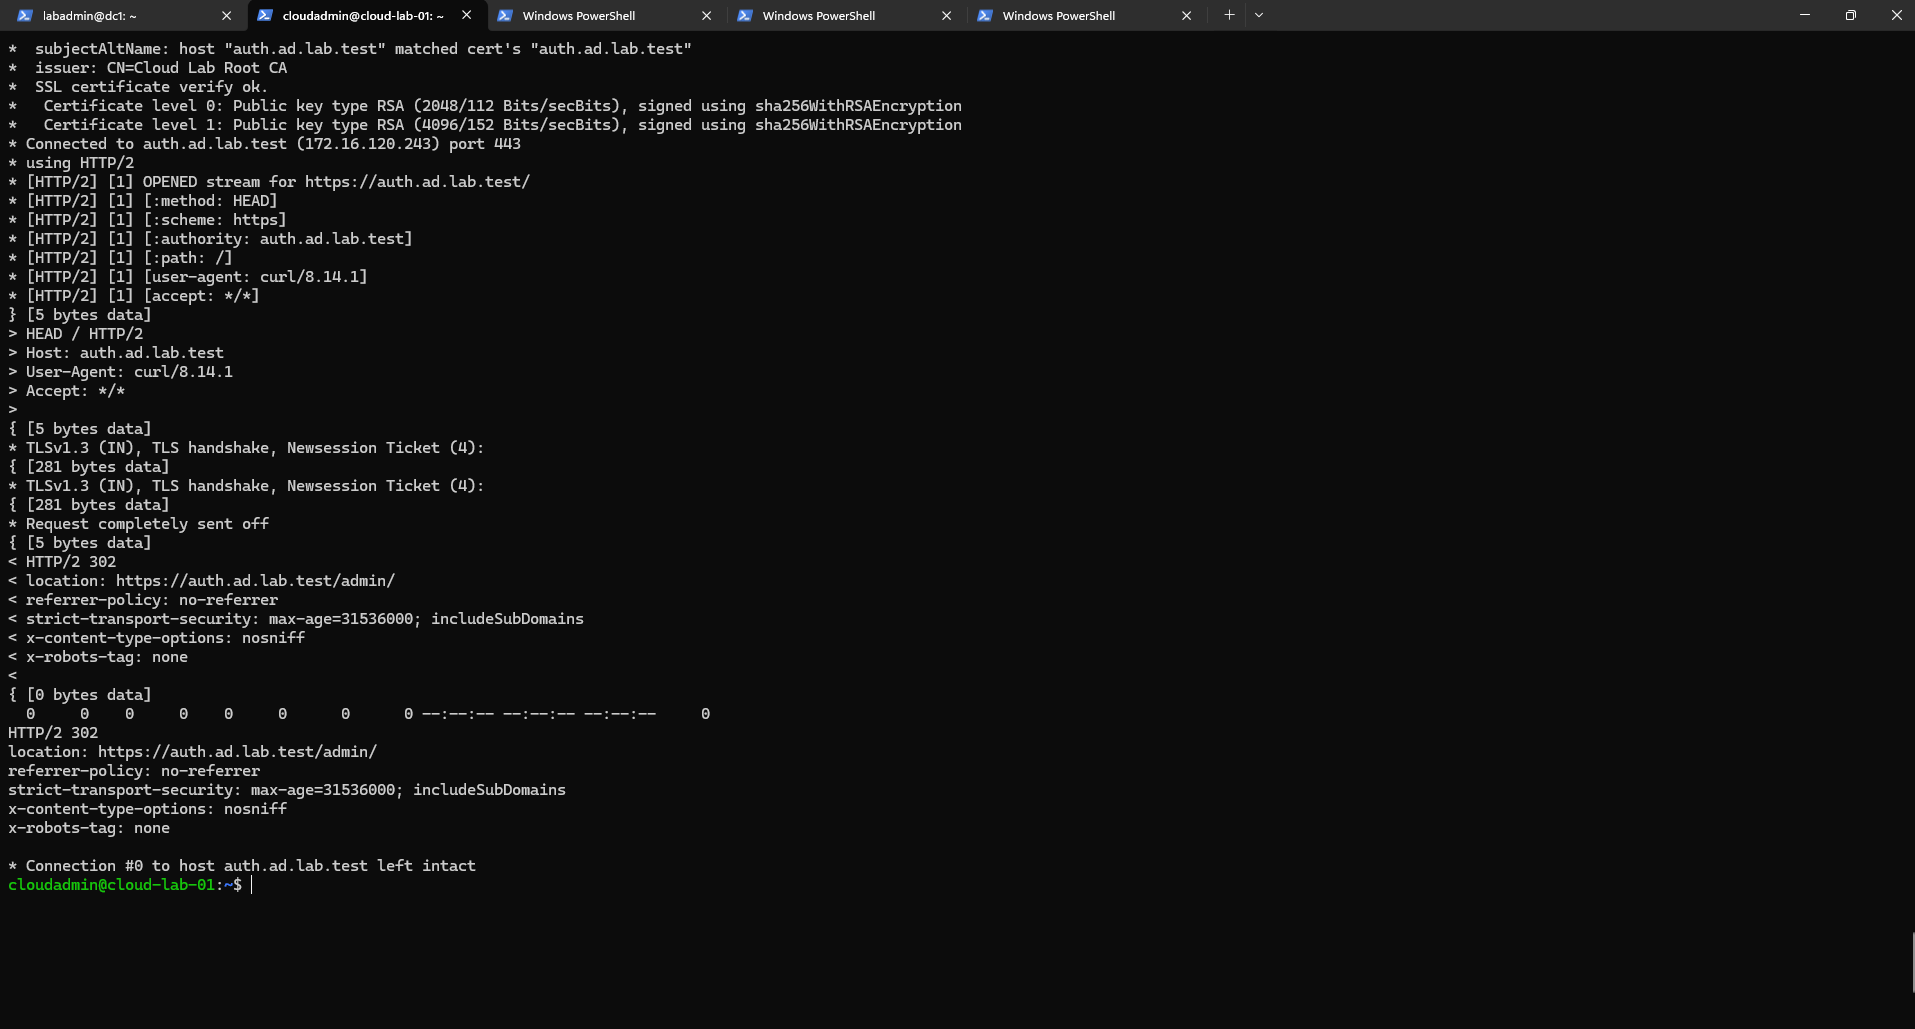 labadmin@dc1: ~
cloudadmin@cloud-lab-01: ~
Windows PowerShell
Windows PowerShell
Windows PowerShell
*  subjectAltName: host "auth.ad.lab.test" matched cert's "auth.ad.lab.test"
*  issuer: CN=Cloud Lab Root CA
*  SSL certificate verify ok.
*   Certificate level 0: Public key type RSA (2048/112 Bits/secBits), signed using sha256WithRSAEncryption
*   Certificate level 1: Public key type RSA (4096/152 Bits/secBits), signed using sha256WithRSAEncryption
* Connected to auth.ad.lab.test (172.16.120.243) port 443
* using HTTP/2
* [HTTP/2] [1] OPENED stream for https://auth.ad.lab.test/
* [HTTP/2] [1] [:method: HEAD]
* [HTTP/2] [1] [:scheme: https]
* [HTTP/2] [1] [:authority: auth.ad.lab.test]
* [HTTP/2] [1] [:path: /]
* [HTTP/2] [1] [user-agent: curl/8.14.1]
* [HTTP/2] [1] [accept: */*]
} [5 bytes data]
> HEAD / HTTP/2
> Host: auth.ad.lab.test
> User-Agent: curl/8.14.1
> Accept: */*
>
{ [5 bytes data]
* TLSv1.3 (IN), TLS handshake, Newsession Ticket (4):
{ [281 bytes data]
* TLSv1.3 (IN), TLS handshake, Newsession Ticket (4):
{ [281 bytes data]
* Request completely sent off
{ [5 bytes data]
< HTTP/2 302
< location: https://auth.ad.lab.test/admin/
< referrer-policy: no-referrer
< strict-transport-security: max-age=31536000; includeSubDomains
< x-content-type-options: nosniff
< x-robots-tag: none
<
{ [0 bytes data]
  0     0    0     0    0     0      0      0 --:--:-- --:--:-- --:--:--     0
HTTP/2 302
location: https://auth.ad.lab.test/admin/
referrer-policy: no-referrer
strict-transport-security: max-age=31536000; includeSubDomains
x-content-type-options: nosniff
x-robots-tag: none
* Connection #0 to host auth.ad.lab.test left intact
cloudadmin@cloud-lab-01:~$